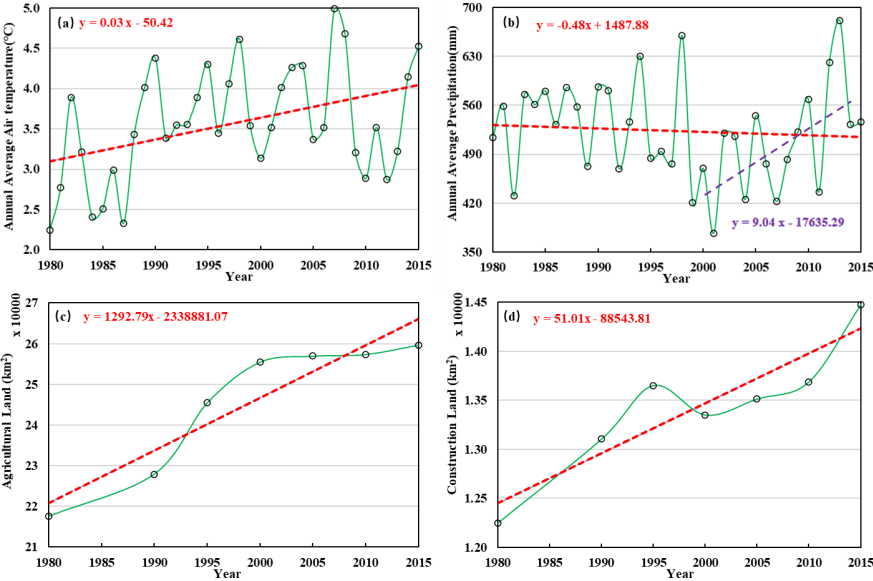 (a) y = 0.03 x - 50.42
Annual Average Air temperature(°C)
5.0
4.5
4.0
3.5
3.0
2.5
2.0
1980 1985 1990 1995 2000 2005 2007 2010 2015
Year
(b) y = -0.48x + 1487.88
Annual Average Precipitation(mm)
700
630
560
490
420
350
y = 9.04 x - 17635.29
1980 1985 1990 1995 2000 2005 2010 2015
Year
(c) y = 1292.79x - 2338881.07
x 10000
Agricultural Land (km²)
27
26
25
24
23
22
21
1980 1985 1990 1995 2000 2005 2010 2015
Year
(d) y = 51.01x - 88543.81
x 10000
Construction Land (km²)
1.45
1.40
1.35
1.30
1.25
1.20
1980 1985 1990 1995 2000 2005 2010 2015
Year